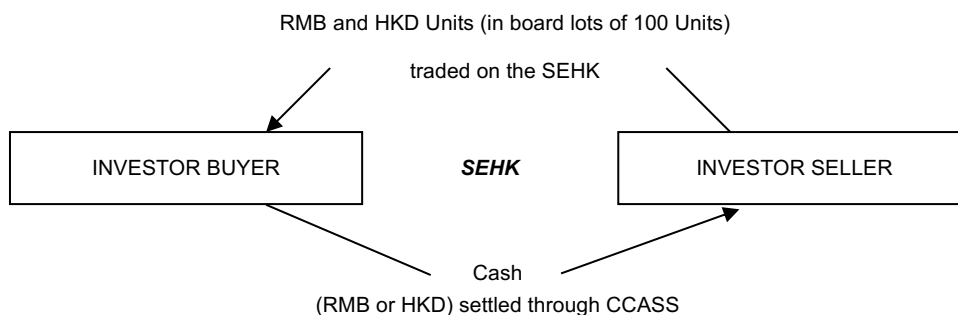 RMB and HKD Units (in board lots of 100 Units)
traded on the SEHK
INVESTOR BUYER
SEHK
INVESTOR SELLER
Cash
(RMB or HKD) settled through CCASS